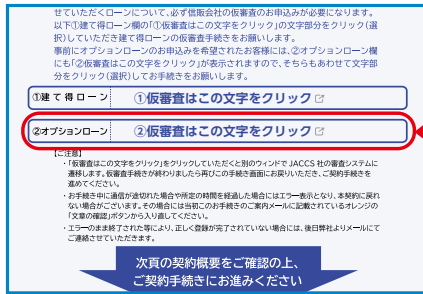 せていただくローンについて、必ず信販会社の仮審査のお申込みが必要になります。
以下①建て得ローン欄の「①仮審査はこの文字をクリック」の文字部分をクリック(選
択)していただき建て得ローンの仮審査手続きをお願いします。
事前にオプションローンのお申込みを希望されたお客様には、②オプションローン欄
にも「②仮審査はこの文字をクリック」が表示されますので、そちらもあわせて文字部
分をクリック(選択)してお手続きをお願いします。
①建て得ローン ①仮審査はこの文字をクリック
②オプションローン ②仮審査はこの文字をクリック
【ご注意】
・「仮審査はこの文字をクリック」をクリックしていただくと別のウィンドで JACCS 社の審査システムに
遷移します。仮審査手続きが終わりましたら再びこの手続き画面にお戻りいただき、ご契約手続きを
進めてください。
・お手続き中に通信が途切れた場合や所定の時間を経過した場合にはエラー表示となり、本契約に戻れ
ない場合がございます。その場合には当初このお手続きのご案内メールに記載されているオレンジの
「文章の確認」ボタンから入り直してください。
・エラーのまま終了された等により、正しく登録が完了されていない場合には、後日弊社よりメールにて
ご連絡させていただきます。
次頁の契約概要をご確認の上、
ご契約手続きにお進みください